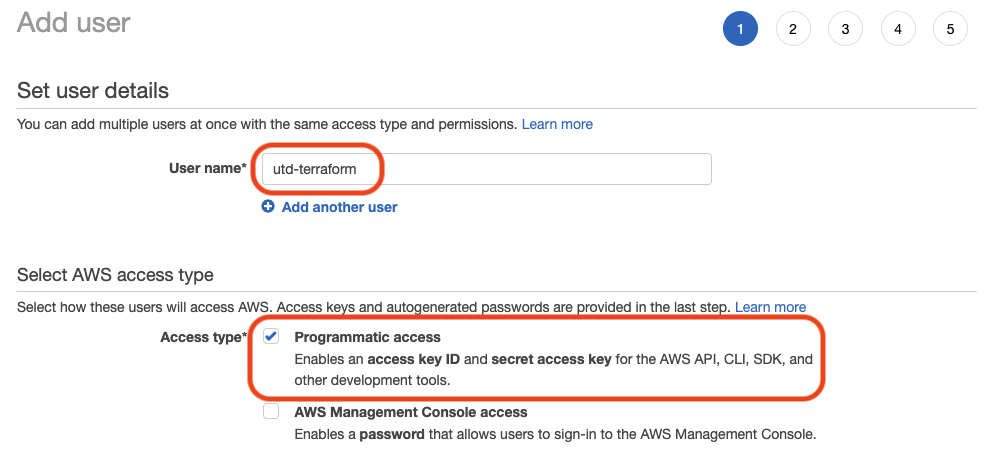 Add user
1 2 3 4 5
Set user details
You can add multiple users at once with the same access type and permissions. Learn more
User name* utd-terraform
Add another user
Select AWS access type
Select how these users will access AWS. Access keys and autogenerated passwords are provided in the last step. Learn more
Access type* Programmatic access
Enables an access key ID and secret access key for the AWS API, CLI, SDK, and
other development tools.
AWS Management Console access
Enables a password that allows users to sign-in to the AWS Management Console.